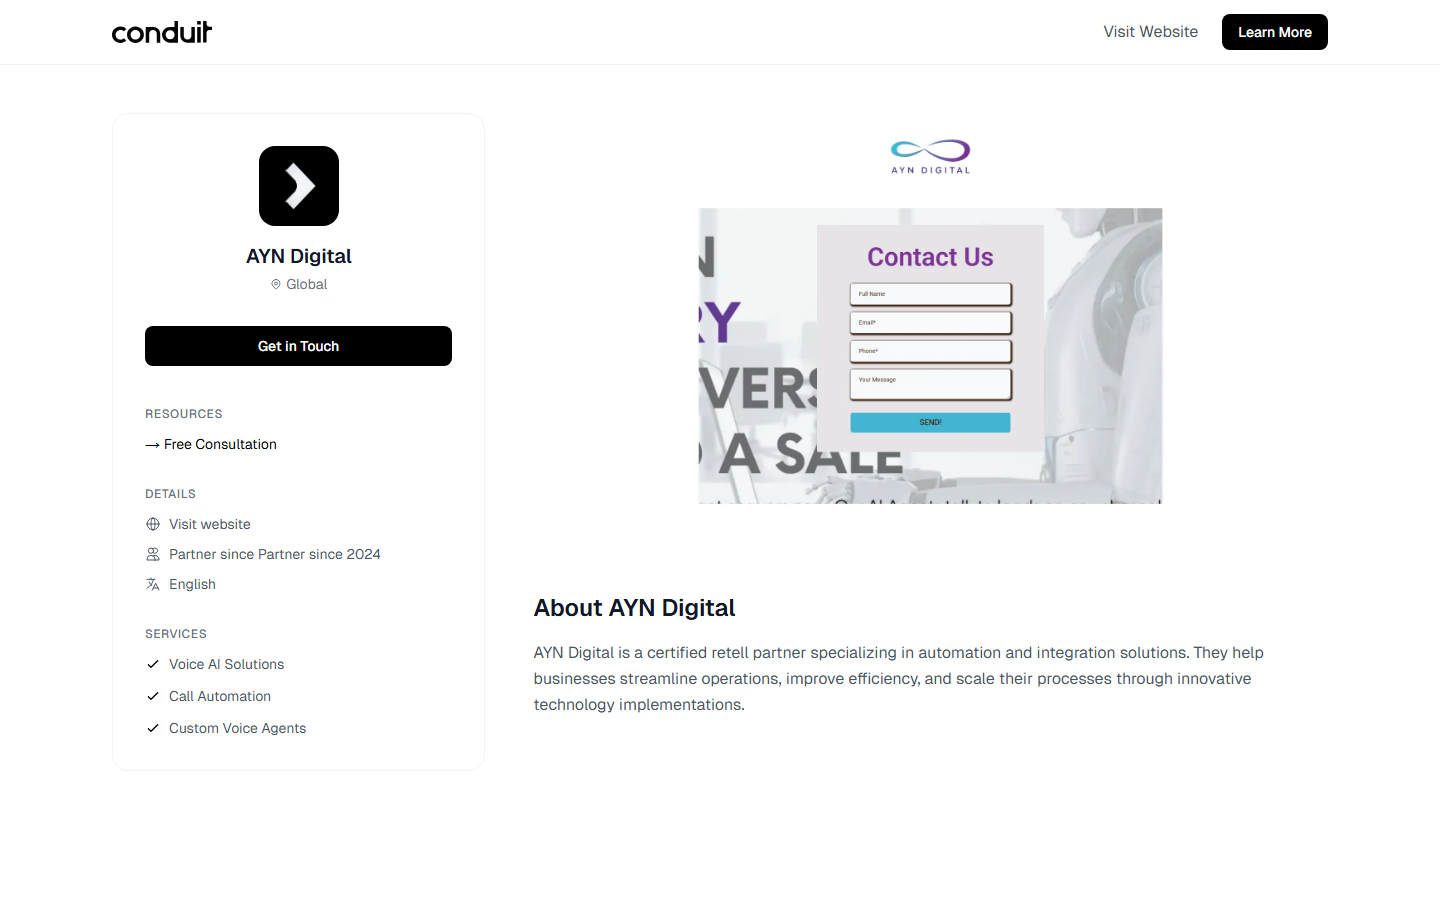 conduit
Visit Website
Learn More
AYN Digital
Global
Get in Touch
RESOURCES
→ Free Consultation
DETAILS
Visit website
Partner since Partner since 2024
English
SERVICES
Voice AI Solutions
Call Automation
Custom Voice Agents
AYN DIGITAL
Contact Us
Full Name
Email*
Phone*
Your Message
SEND!
A SALE
About AYN Digital
AYN Digital is a certified retell partner specializing in automation and integration solutions. They help
businesses streamline operations, improve efficiency, and scale their processes through innovative
technology implementations.